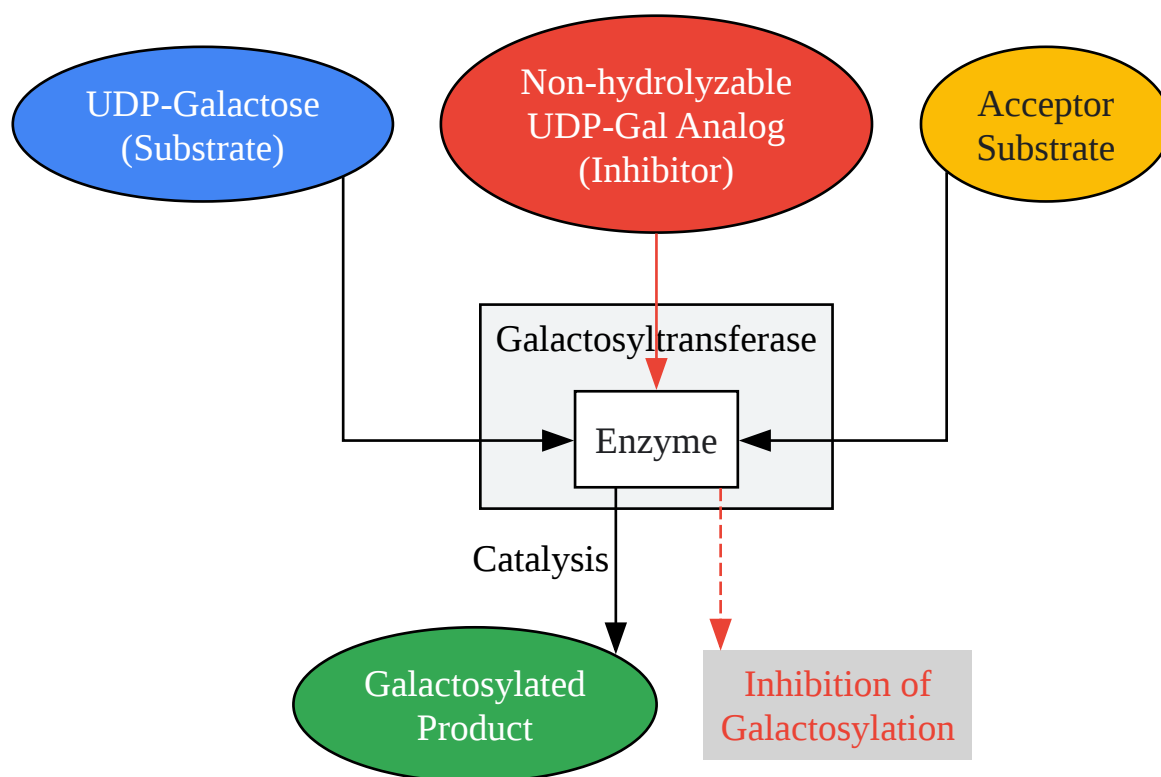 UDP-Galactose
(Substrate)
Non-hydrolyzable
UDP-Gal Analog
(Inhibitor)
Acceptor
Substrate
Galactosyltransferase
Enzyme
Catalysis
Galactosylated
Product
Inhibition of
Galactosylation